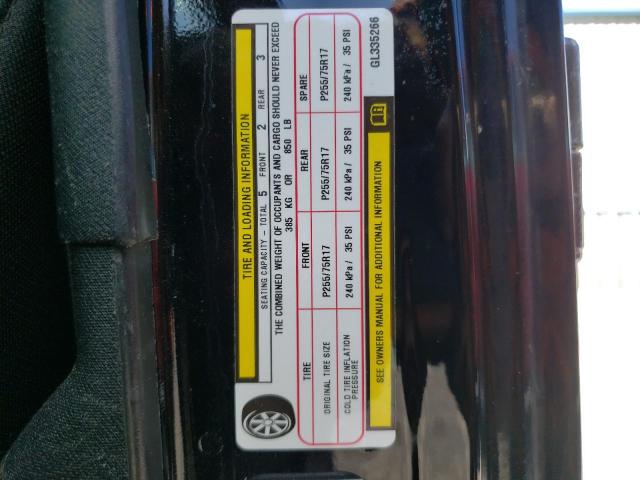 TIRE AND LOADING INFORMATION
SEATING CAPACITY - TOTAL 5 FRONT 2 REAR 3
THE COMBINED WEIGHT OF OCCUPANTS AND CARGO SHOULD NEVER EXCEED
385 KG OR 850 LB
TIRE FRONT REAR SPARE
ORIGINAL TIRE SIZE P255/75R17 P255/75R17 P255/75R17
COLD TIRE INFLATION PRESSURE 240 kPa / 35 PSI 240 kPa / 35 PSI 240 kPa / 35 PSI
SEE OWNERS MANUAL FOR ADDITIONAL INFORMATION
GL335266